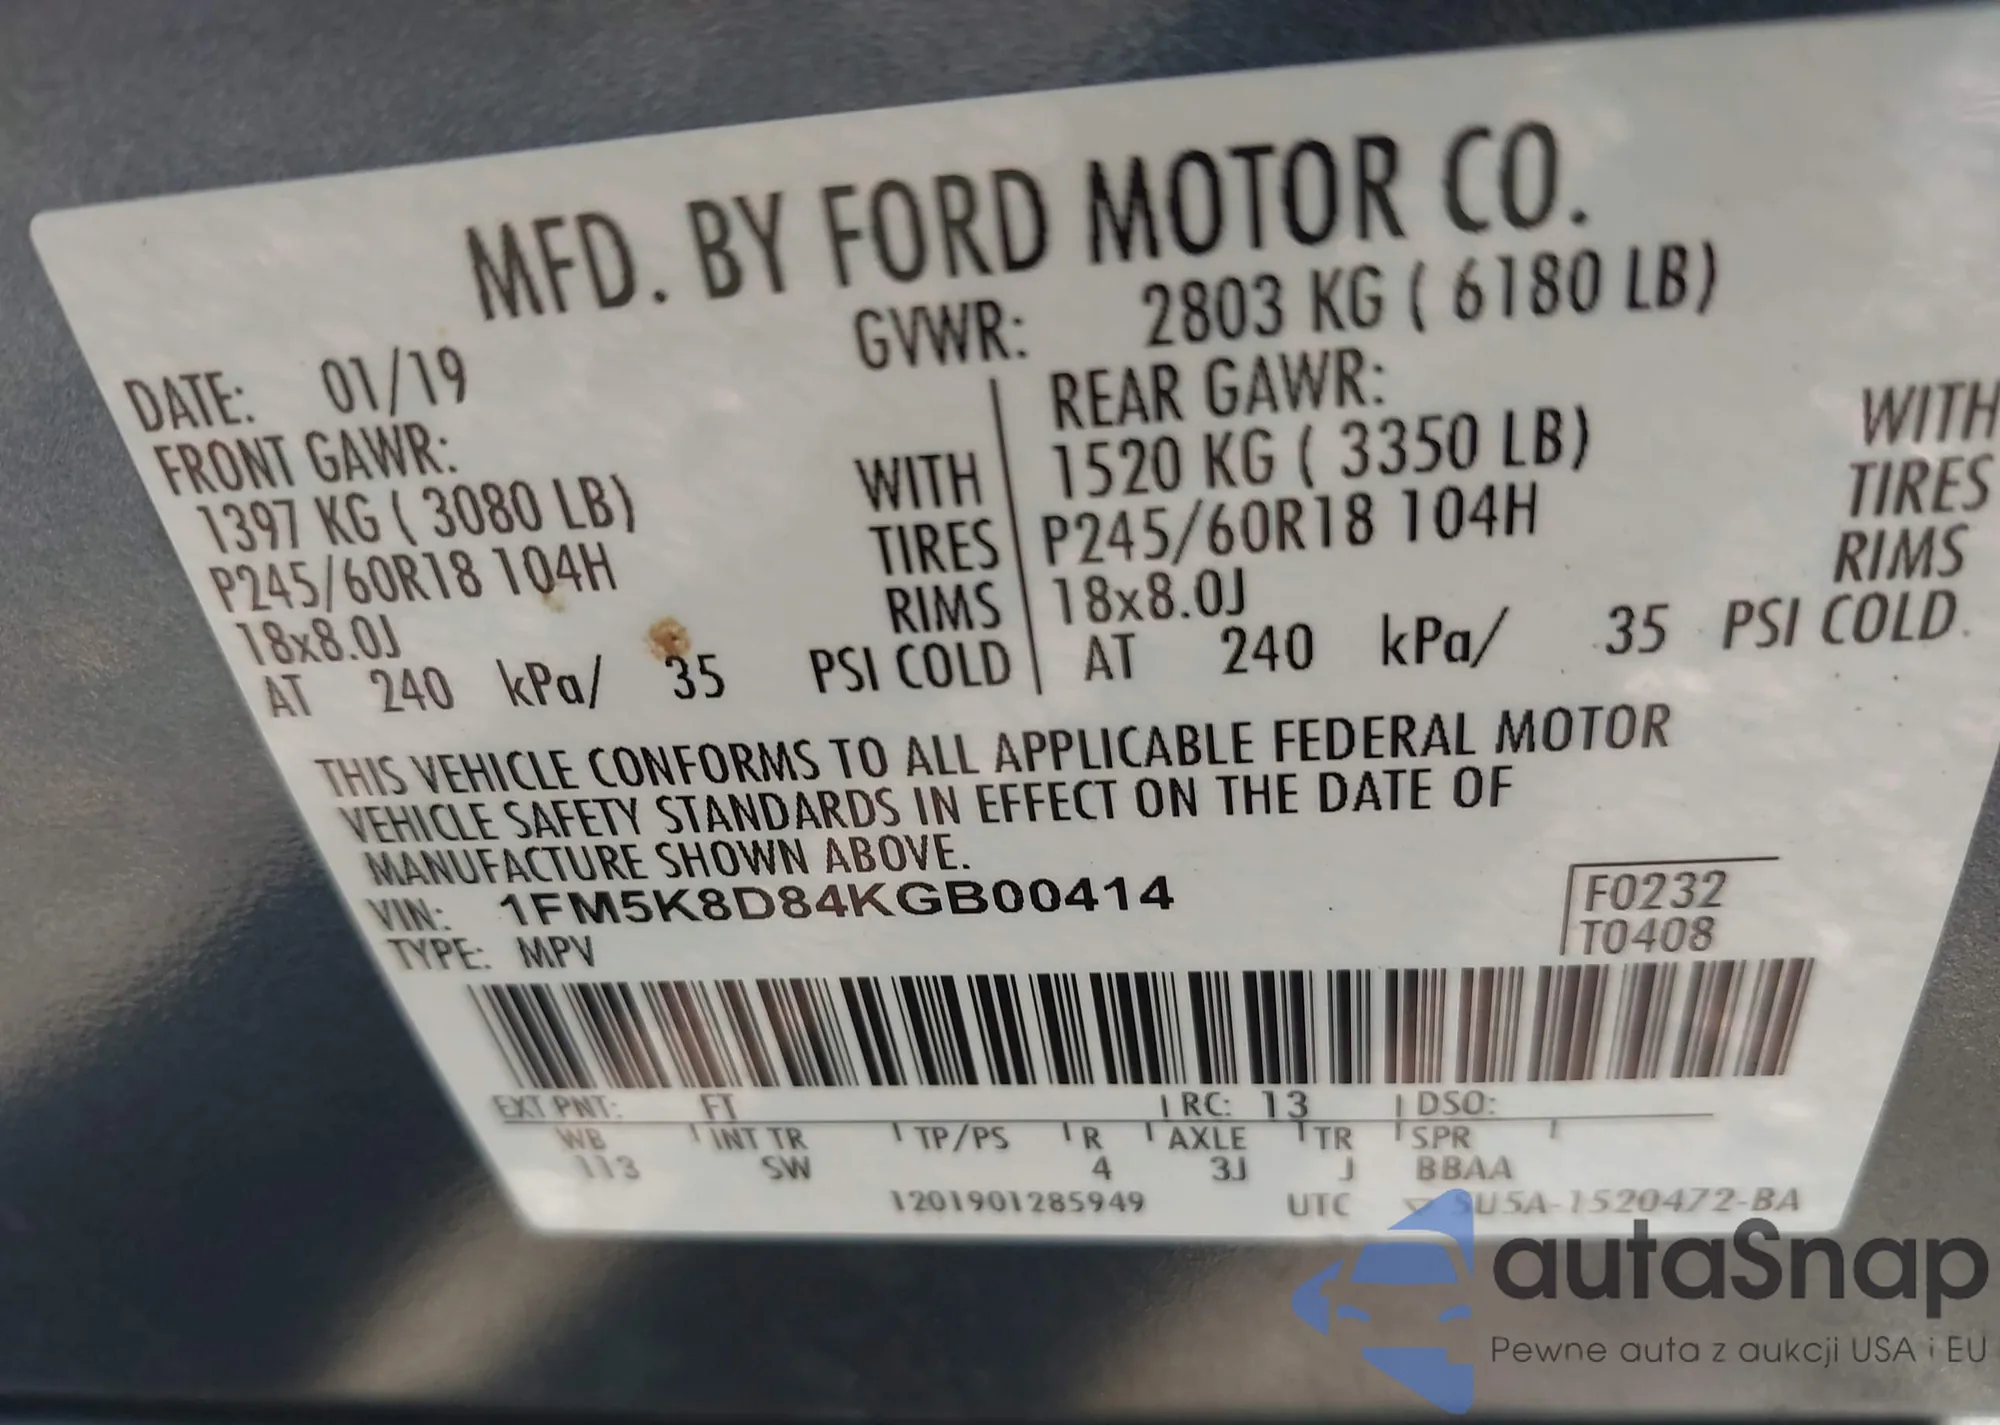 MFD. BY FORD MOTOR CO.
DATE: 01/19 GVWR: 2803 KG ( 6180 LB)
FRONT GAWR: REAR GAWR:
1397 KG ( 3080 LB) WITH 1520 KG ( 3350 LB) WITH
P245/60R18 104H TIRES P245/60R18 104H TIRES
18x8.0J RIMS 18x8.0J RIMS
AT 240 kPa/ 35 PSI COLD AT 240 kPa/ 35 PSI COLD
THIS VEHICLE CONFORMS TO ALL APPLICABLE FEDERAL MOTOR
VEHICLE SAFETY STANDARDS IN EFFECT ON THE DATE OF
MANUFACTURE SHOWN ABOVE.
VIN: 1FM5K8D84KGB00414 F0232
TYPE: MPV T0408
EXT PNT: FT RC: 13 DSO:
WB INT TR TP/PS R AXLE TR SPR
113 SW 4 3J J BBAA
1201901285949 UTC SU5A-1520472-BA
autaSnap
Pewne auta z aukcji USA i EU